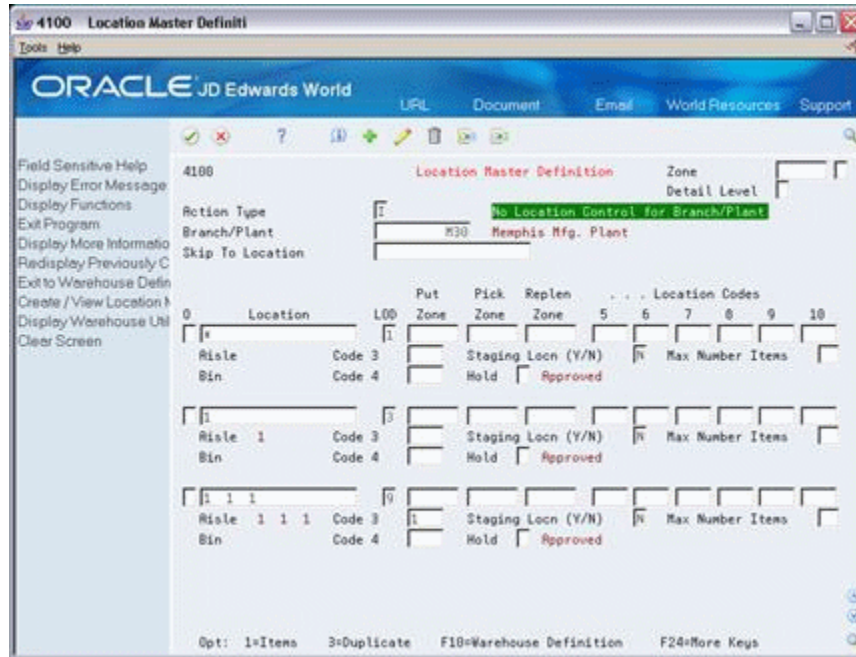 4100 Location Master Definiti
Tools Help
ORACLE JD Edwards World
URL Document Email World Resources Support
Field Sensitive Help
Display Error Message
Display Functions
Exit Program
Display More Informatio
Redisplay Previously C
Exit to Warehouse Defin
Create / View Location M
Display Warehouse Util
Clear Screen
4100 Location Master Definition Zone
Detail Level
Action Type I No Location Control for Branch/Plant
Branch/Plant M30 Memphis Mfg. Plant
Skip To Location
Put Pick Replen . . . Location Codes
O Location LOD Zone Zone Zone 5 6 7 8 9 10
* 1
Aisle Code 3 Staging Locn (Y/N) N Max Number Items
Bin Code 4 Hold Approved
1 3
Aisle 1 Code 3 Staging Locn (Y/N) N Max Number Items
Bin Code 4 Hold Approved
1 1 1 9
Aisle 1 1 1 Code 3 1 Staging Locn (Y/N) N Max Number Items
Bin Code 4 Hold Approved
Opt: 1=Items 3=Duplicate F10=Warehouse Definition F24=More Keys